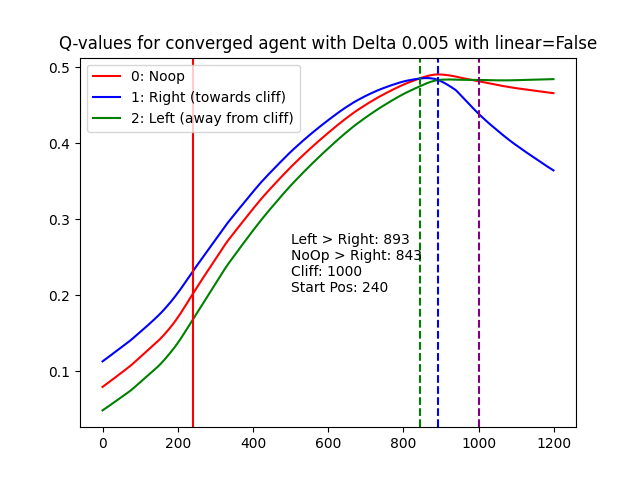 Q-values for converged agent with Delta 0.005 with linear=False
0.5
0.4
0.3
0.2
0.1
0: Noop
1: Right (towards cliff)
2: Left (away from cliff)
Left > Right: 893
NoOp > Right: 843
Cliff: 1000
Start Pos: 240
0 200 400 600 800 1000 1200